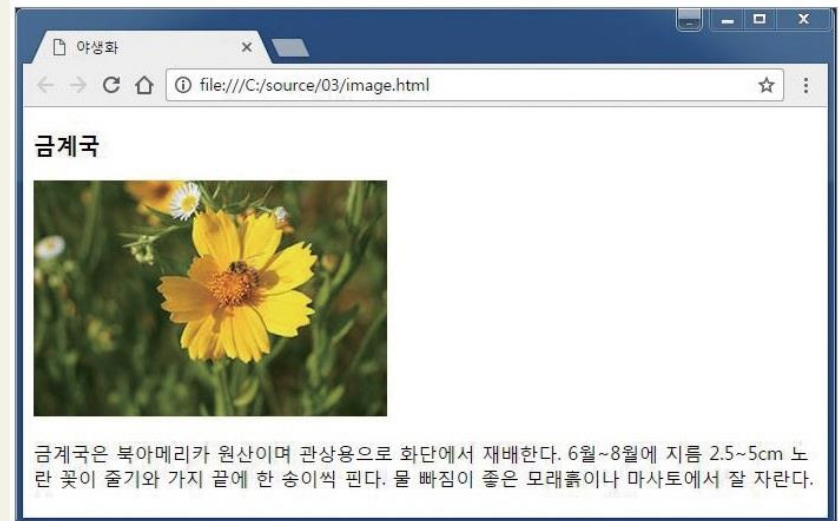 야생화
file:///C:/source/03/image.html
금계국
금계국은 북아메리카 원산이며 관상용으로 화단에서 재배한다. 6월~8월에 지름 2.5~5cm 노
란 꽃이 줄기와 가지 끝에 한 송이씩 핀다. 물 빠짐이 좋은 모래흙이나 마사토에서 잘 자란다.